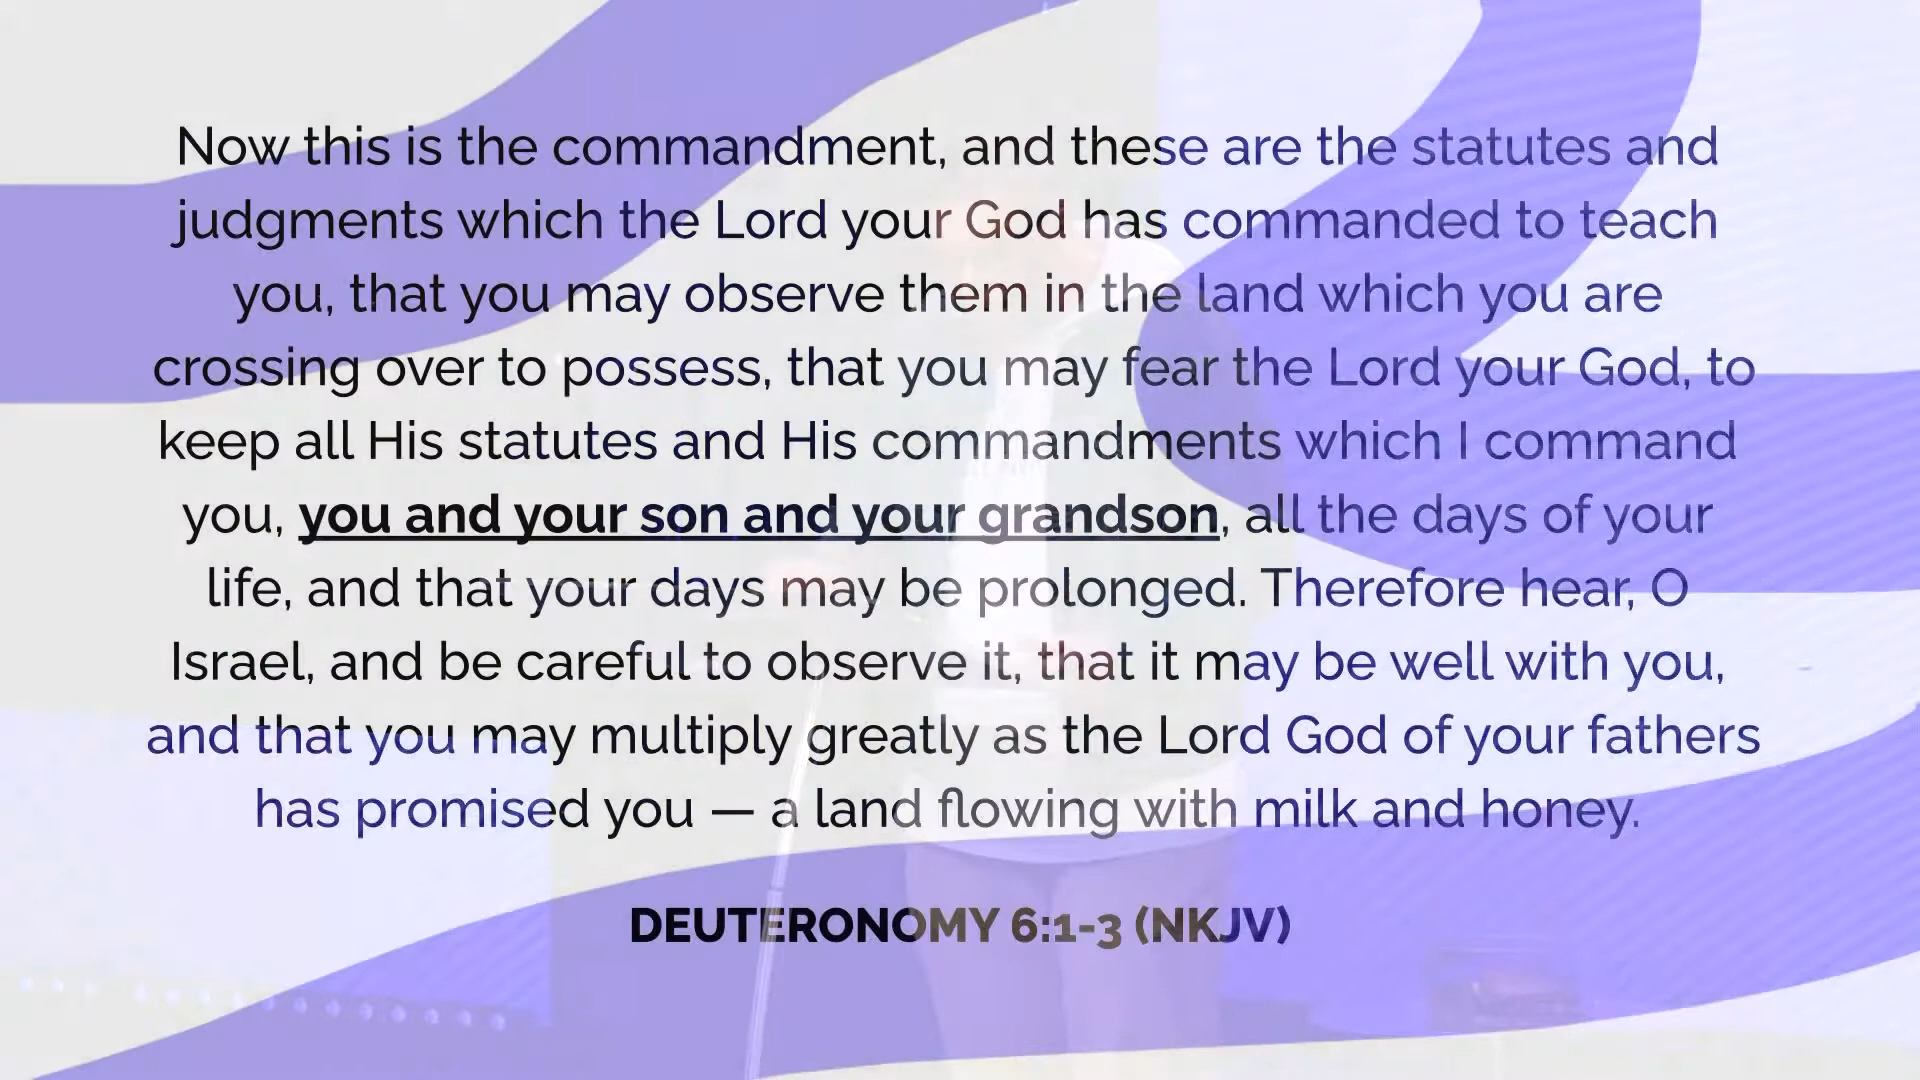 Now this is the commandment, and these are the statutes and
judgments which the Lord your God has commanded to teach
you, that you may observe them in the land which you are
crossing over to possess, that you may fear the Lord your God, to
keep all His statutes and His commandments which I command
you, you and your son and your grandson, all the days of your
life, and that your days may be prolonged. Therefore hear, O
Israel, and be careful to observe it, that it may be well with you,
and that you may multiply greatly as the Lord God of your fathers
has promised you — a land flowing with milk and honey.
DEUTERONOMY 6:1-3 (NKJV)